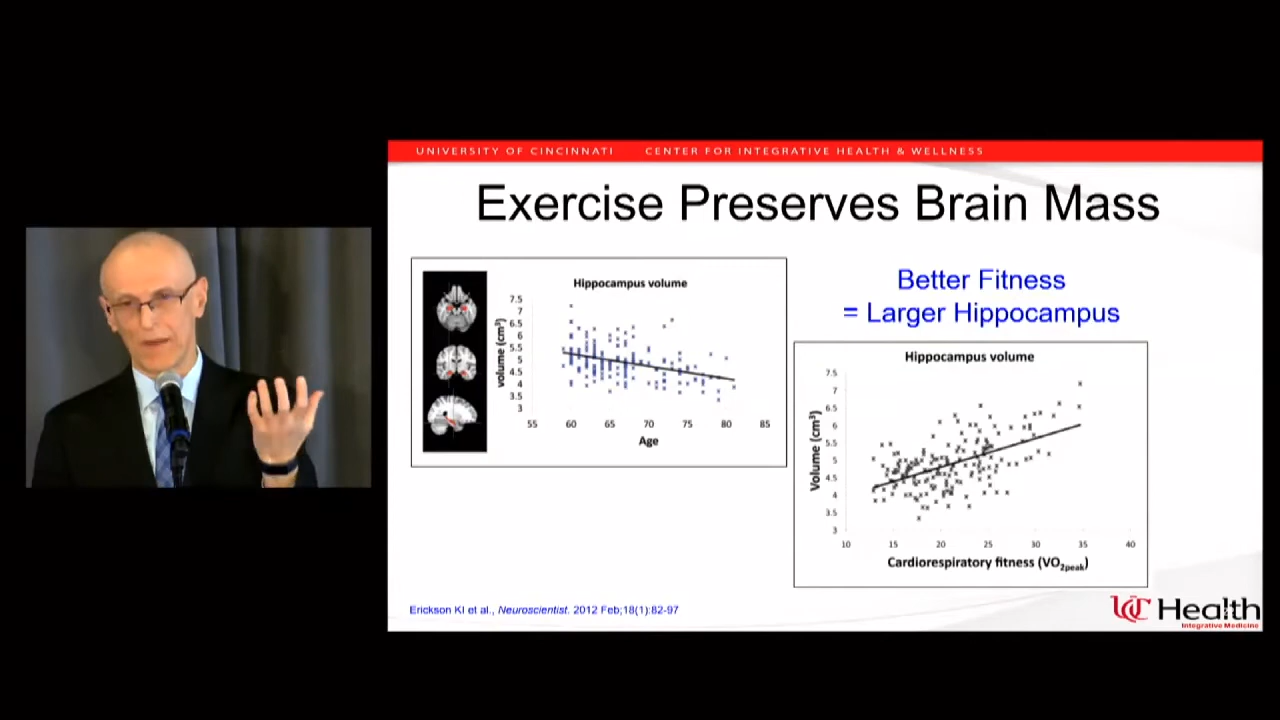 UNIVERSITY OF CINCINNATI CENTER FOR INTEGRATIVE HEALTH & WELLNESS
Exercise Preserves Brain Mass
Hippocampus volume
volume (cm³)
7.5
7
6.5
6
5.5
5
4.5
4
3.5
3
55 60 65 70 75 80 85
Age
Better Fitness
= Larger Hippocampus
Hippocampus volume
Volume (cm³)
7.5
7
6.5
6
5.5
5
4.5
4
3.5
3
10 15 20 25 30 35 40
Cardiorespiratory fitness (VO2peak)
Erickson KI et al., Neuroscientist. 2012 Feb;18(1):82-97
UC Health
Integrative Medicine